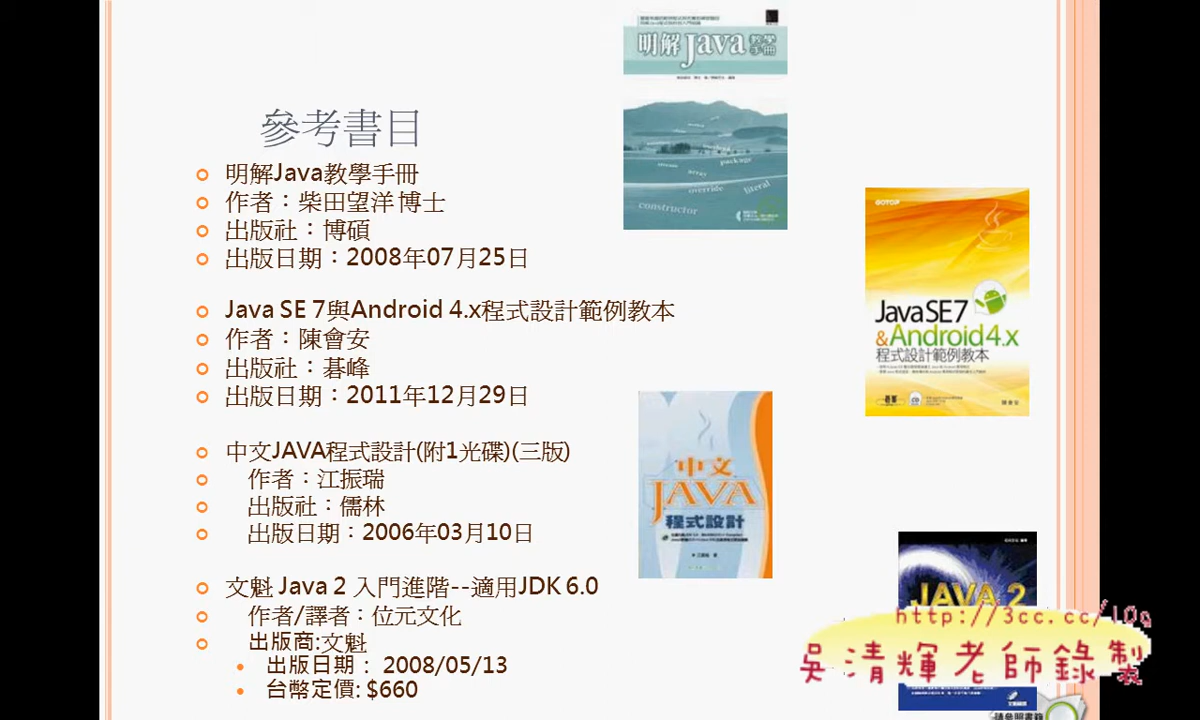 參考書目
明解Java教學手冊
作者：柴田望洋 博士
出版社：博碩
出版日期：2008年07月25日
Java SE 7與Android 4.x程式設計範例教本
作者：陳會安
出版社：碁峰
出版日期：2011年12月29日
中文JAVA程式設計(附1光碟)(三版)
作者：江振瑞
出版社：儒林
出版日期：2006年03月10日
文魁 Java 2 入門進階--適用JDK 6.0
作者/譯者：位元文化
出版商:文魁
出版日期： 2008/05/13
台幣定價: $660
明解Java教學手冊
package
override
literal
constructor
GOTOP
Java SE 7
&Android 4.x
程式設計範例教本
中文
JAVA
程式設計
JAVA 2
http://3cc.cc/10g
吳清輝老師錄製